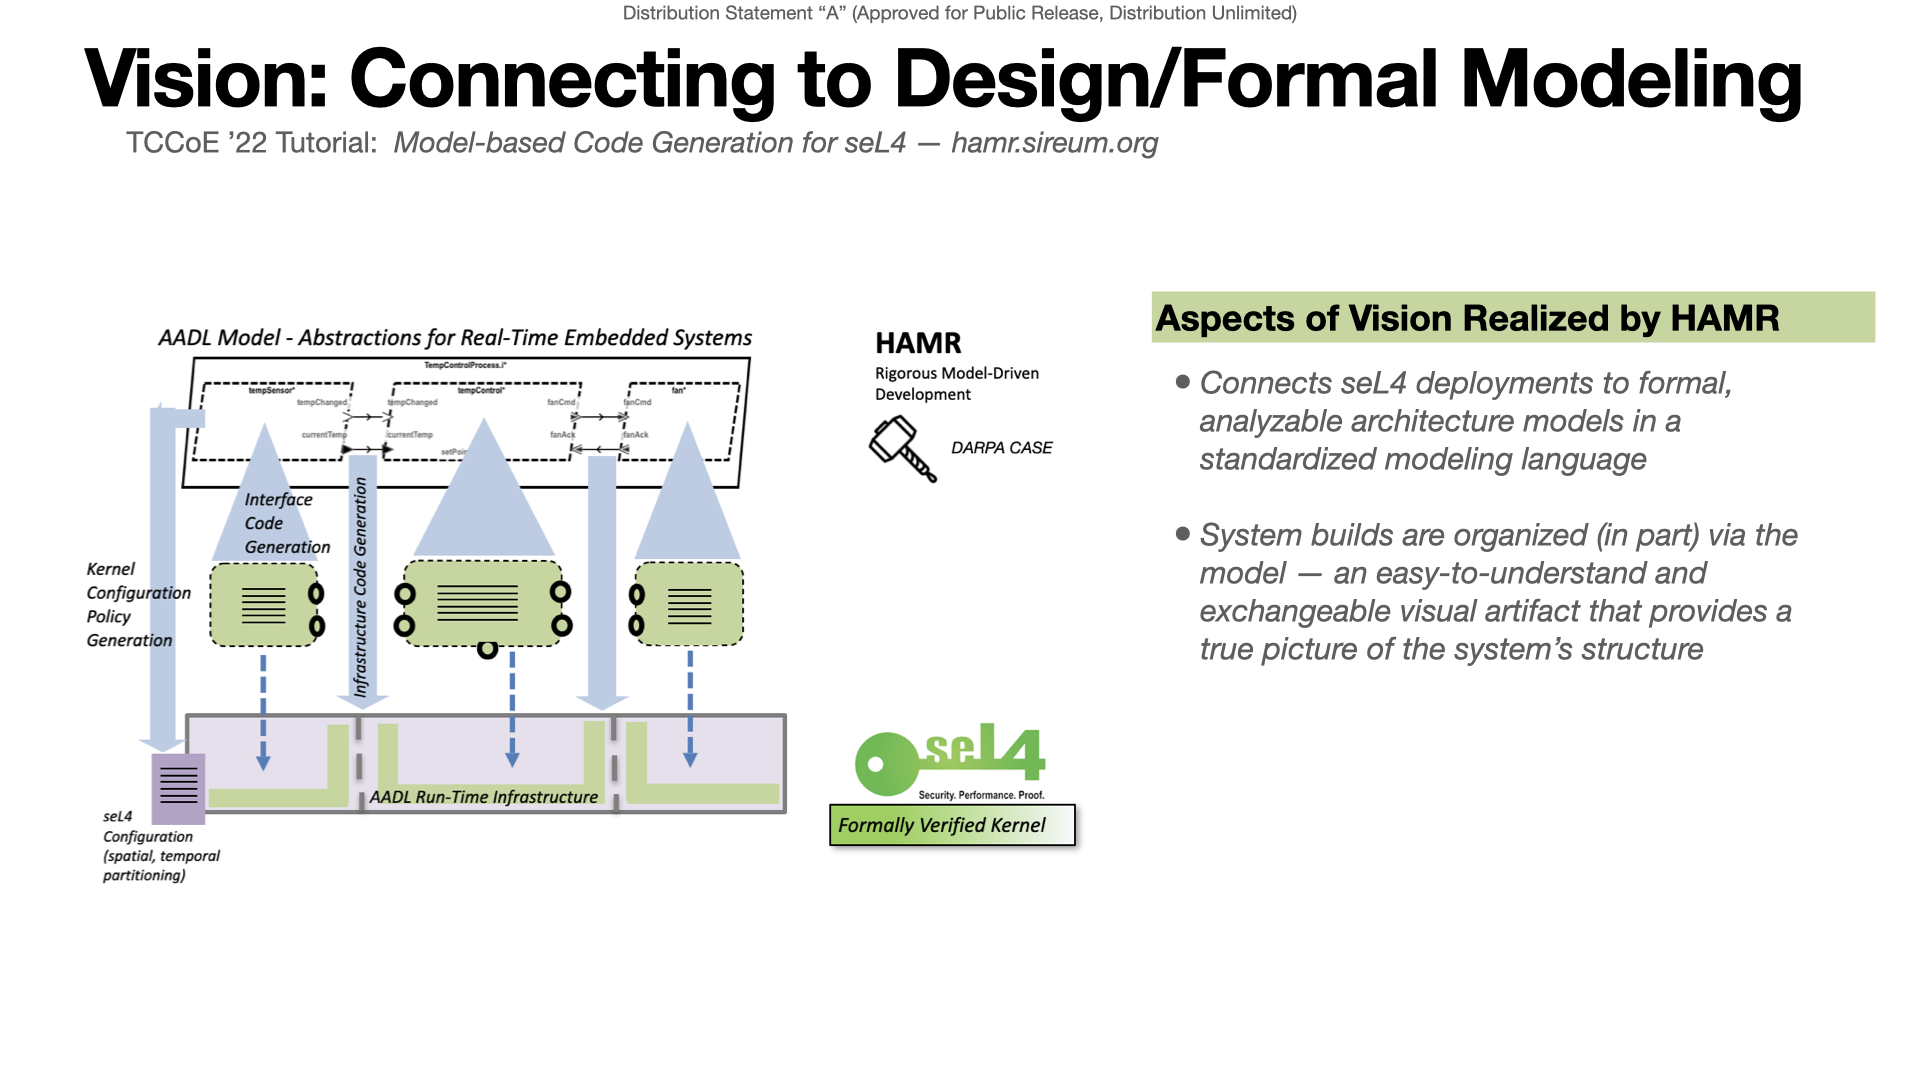 Distribution Statement “A” (Approved for Public Release, Distribution Unlimited)
Vision: Connecting to Design/Formal Modeling
TCCoE ’22 Tutorial: Model-based Code Generation for seL4 — hamr.sireum.org
AADL Model - Abstractions for Real-Time Embedded Systems
TempControlProcess.i*
tempSensor*
tempControl*
fan*
tempChanged
tempChanged
fanCmd
fanCmd
currentTemp
currentTemp
fanAck
fanAck
Interface
Code
Generation
Infrastructure Code Generation
Kernel
Configuration
Policy
Generation
AADL Run-Time Infrastructure
seL4
Configuration
(spatial, temporal
partitioning)
HAMR
Rigorous Model-Driven
Development
DARPA CASE
seL4
Security. Performance. Proof.
Formally Verified Kernel
Aspects of Vision Realized by HAMR
• Connects seL4 deployments to formal,
analyzable architecture models in a
standardized modeling language
• System builds are organized (in part) via the
model — an easy-to-understand and
exchangeable visual artifact that provides a
true picture of the system’s structure